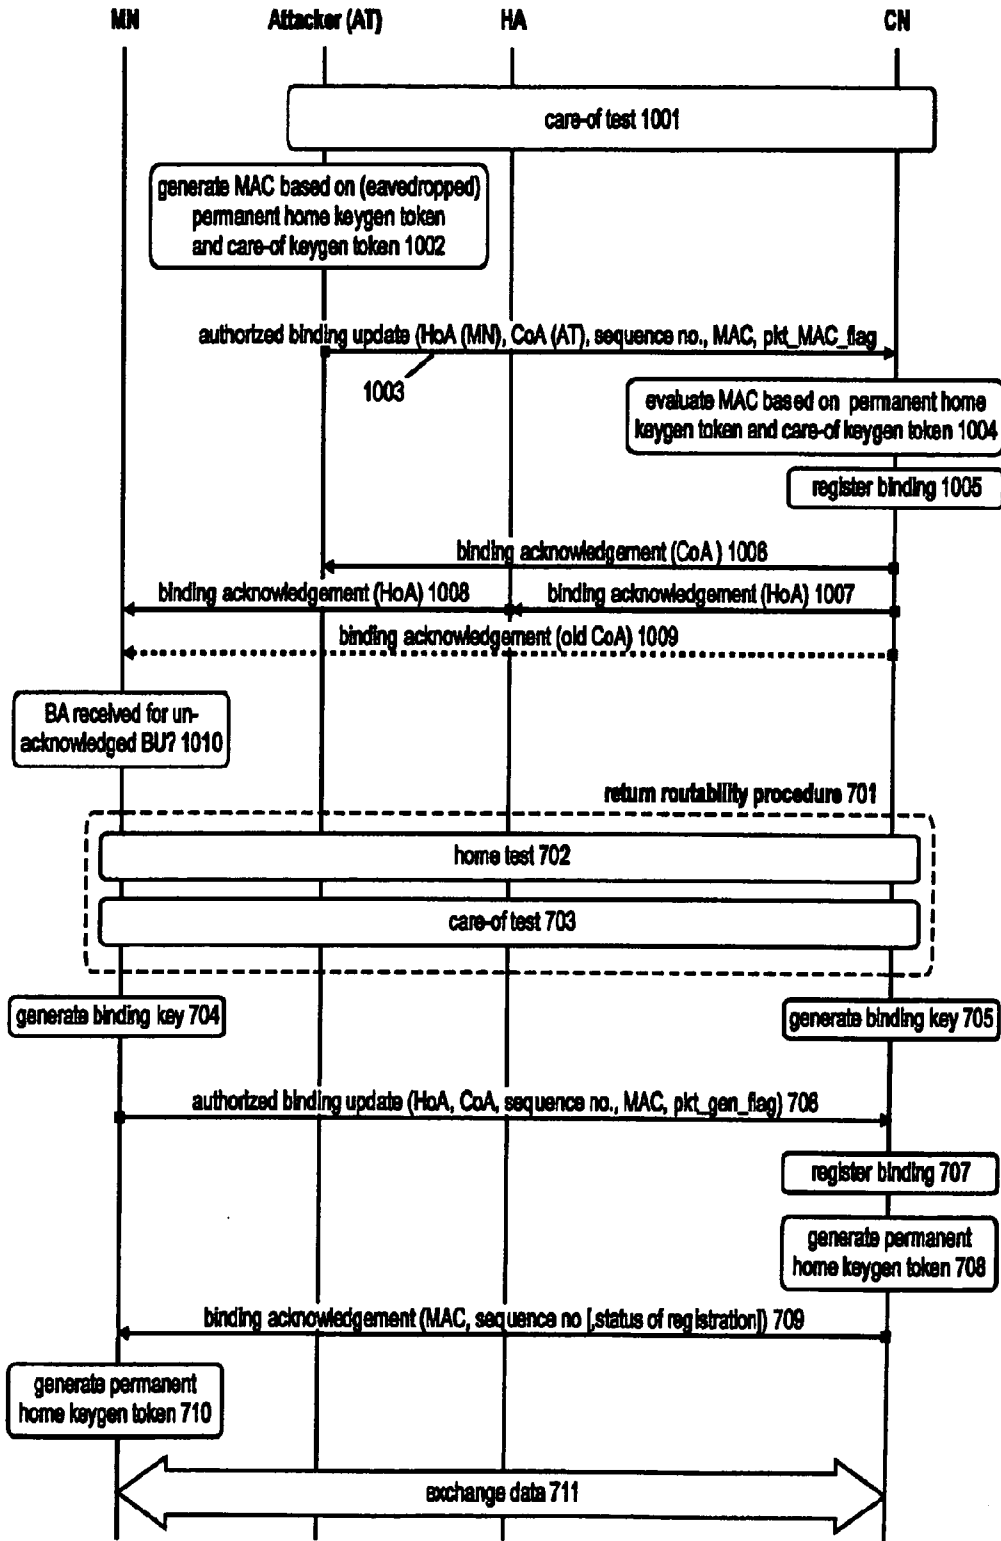 MN Attacker (AT) HA CN
care-of test 1001
generate MAC based on (eavedropped)
permanent home keygen token
and care-of keygen token 1002
authorized binding update (HoA (MN), CoA (AT), sequence no., MAC, pkt_MAC_flag
1003
evaluate MAC based on permanent home
keygen token and care-of keygen token 1004
register binding 1005
binding acknowledgement (CoA ) 1006
binding acknowledgement (HoA) 1008
binding acknowledgement (HoA) 1007
binding acknowledgement (old CoA) 1009
BA received for un-
acknowledged BU? 1010
return routability procedure 701
home test 702
care-of test 703
generate binding key 704
generate binding key 705
authorized binding update (HoA, CoA, sequence no., MAC, pkt_gen_flag) 706
register binding 707
generate permanent
home keygen token 708
binding acknowledgement (MAC, sequence no [,status of registration]) 709
generate permanent
home keygen token 710
exchange data 711